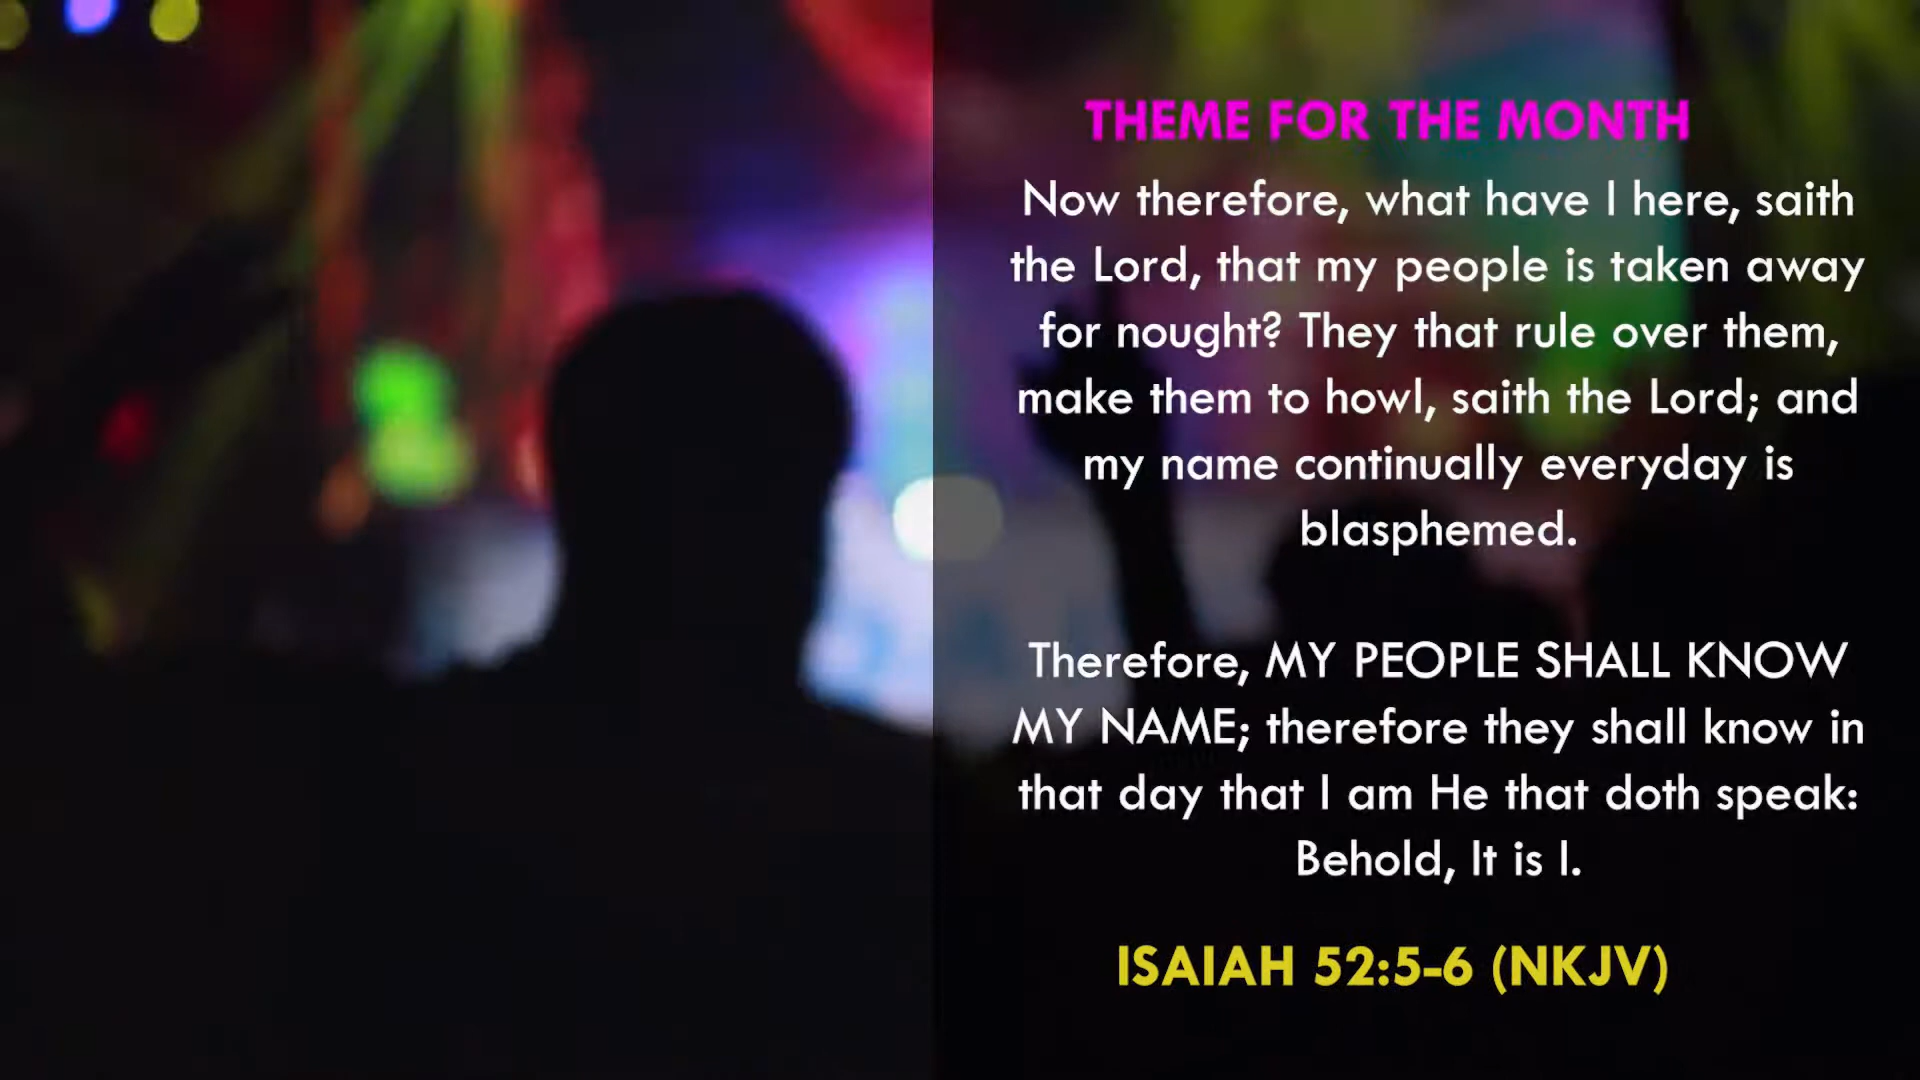 THEME FOR THE MONTH
Now therefore, what have I here, saith
the Lord, that my people is taken away
for nought? They that rule over them,
make them to howl, saith the Lord; and
my name continually everyday is
blasphemed.
Therefore, MY PEOPLE SHALL KNOW
MY NAME; therefore they shall know in
that day that I am He that doth speak:
Behold, It is I.
ISAIAH 52:5-6 (NKJV)